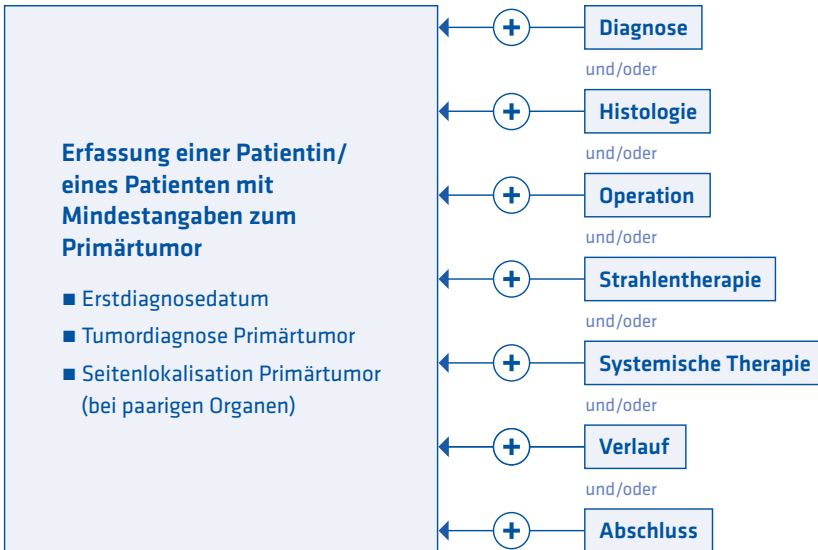 Erfassung einer Patientin/
eines Patienten mit
Mindestangaben zum
Primärtumor
■ Erstdiagnosedatum
■ Tumordiagnose Primärtumor
■ Seitenlokalisation Primärtumor
(bei paarigen Organen)
+ Diagnose
und/oder
+ Histologie
und/oder
+ Operation
und/oder
+ Strahlentherapie
und/oder
+ Systemische Therapie
und/oder
+ Verlauf
und/oder
+ Abschluss